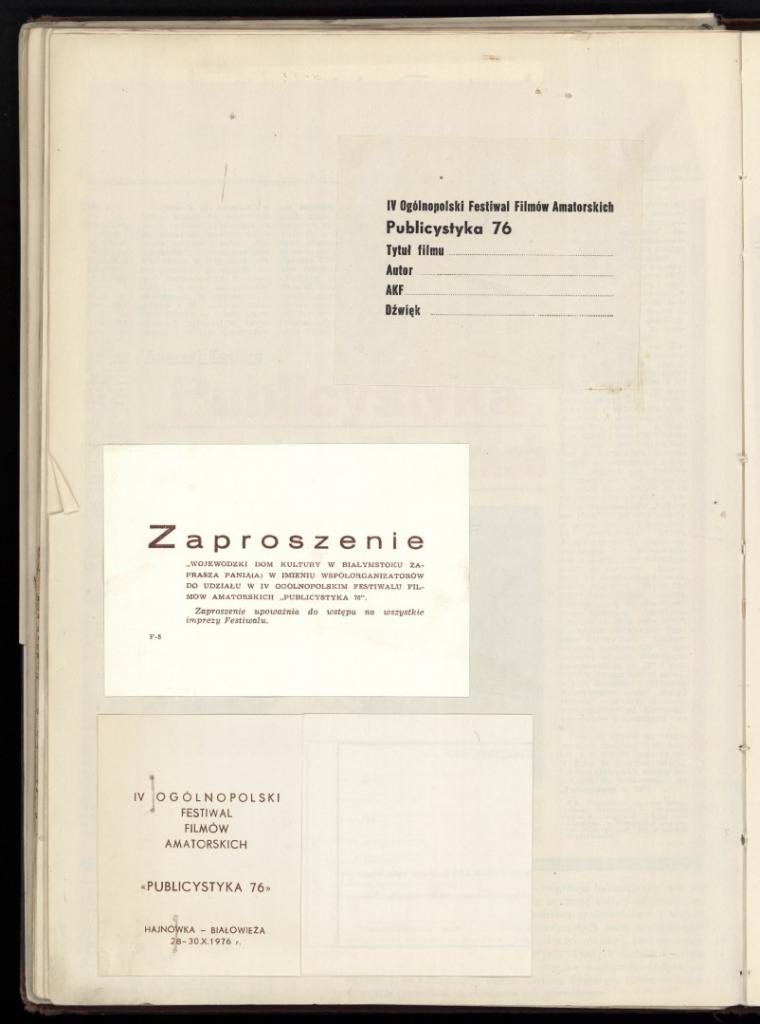 IV Ogólnopolski Festiwal Filmów Amatorskich
Publicystyka 76
Tytuł filmu
Autor
AKF
Dźwięk
Zaproszenie
„WOJEWODZKI DOM KULTURY W BIAŁYMSTOKU ZA-
PRASZA PANIĄ(A) W IMIENIU WSPÓŁORGANIZATORÓW
DO UDZIAŁU W IV OGÓLNOPOLSKIM FESTIWALU FIL-
MÓW AMATORSKICH „PUBLICYSTYKA 76".
Zaproszenie upoważnia do wstępu na wszystkie
imprezy Festiwalu.
F-8
IV OGÓLNOPOLSKI
FESTIWAL
FILMÓW
AMATORSKICH
«PUBLICYSTYKA 76»
HAJNÓWKA – BIAŁOWIEŻA
28–30.X.1976 r.